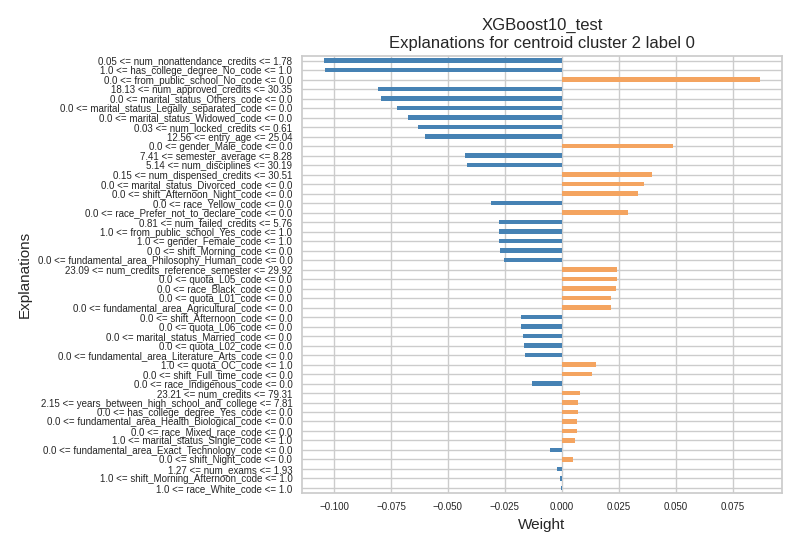 XGBoost10_test
Explanations for centroid cluster 2 label 0
0.05 <= num_nonattendance_credits <= 1.78
1.0 <= has_college_degree_No_code <= 1.0
0.0 <= from_public_school_No_code <= 0.0
18.13 <= num_approved_credits <= 30.35
0.0 <= marital_status_Others_code <= 0.0
0.0 <= marital_status_Legally_separated_code <= 0.0
0.0 <= marital_status_Widowed_code <= 0.0
0.03 <= num_locked_credits <= 0.61
12.56 <= entry_age <= 25.04
0.0 <= gender_Male_code <= 0.0
7.41 <= semester_average <= 8.28
5.14 <= num_disciplines <= 30.19
0.15 <= num_dispensed_credits <= 30.51
0.0 <= marital_status_Divorced_code <= 0.0
0.0 <= shift_Afternoon_Night_code <= 0.0
0.0 <= race_Yellow_code <= 0.0
0.0 <= race_Prefer_not_to_declare_code <= 0.0
0.81 <= num_failed_credits <= 5.76
1.0 <= from_public_school_Yes_code <= 1.0
1.0 <= gender_Female_code <= 1.0
0.0 <= shift_Morning_code <= 0.0
0.0 <= fundamental_area_Philosophy_Human_code <= 0.0
23.09 <= num_credits_reference_semester <= 29.92
0.0 <= quota_L05_code <= 0.0
0.0 <= race_Black_code <= 0.0
0.0 <= quota_L01_code <= 0.0
0.0 <= fundamental_area_Agricultural_code <= 0.0
0.0 <= shift_Afternoon_code <= 0.0
0.0 <= quota_L06_code <= 0.0
0.0 <= marital_status_Married_code <= 0.0
0.0 <= quota_L02_code <= 0.0
0.0 <= fundamental_area_Literature_Arts_code <= 0.0
1.0 <= quota_OC_code <= 1.0
0.0 <= shift_Full_time_code <= 0.0
0.0 <= race_Indigenous_code <= 0.0
23.21 <= num_credits <= 79.31
2.15 <= years_between_high_school_and_college <= 7.81
0.0 <= has_college_degree_Yes_code <= 0.0
0.0 <= fundamental_area_Health_Biological_code <= 0.0
0.0 <= race_Mixed_race_code <= 0.0
1.0 <= marital_status_Single_code <= 1.0
0.0 <= fundamental_area_Exact_Technology_code <= 0.0
0.0 <= shift_Night_code <= 0.0
1.27 <= num_exams <= 1.93
1.0 <= shift_Morning_Afternoon_code <= 1.0
1.0 <= race_White_code <= 1.0
Explanations
−0.100 −0.075 −0.050 −0.025 0.000 0.025 0.050 0.075
Weight